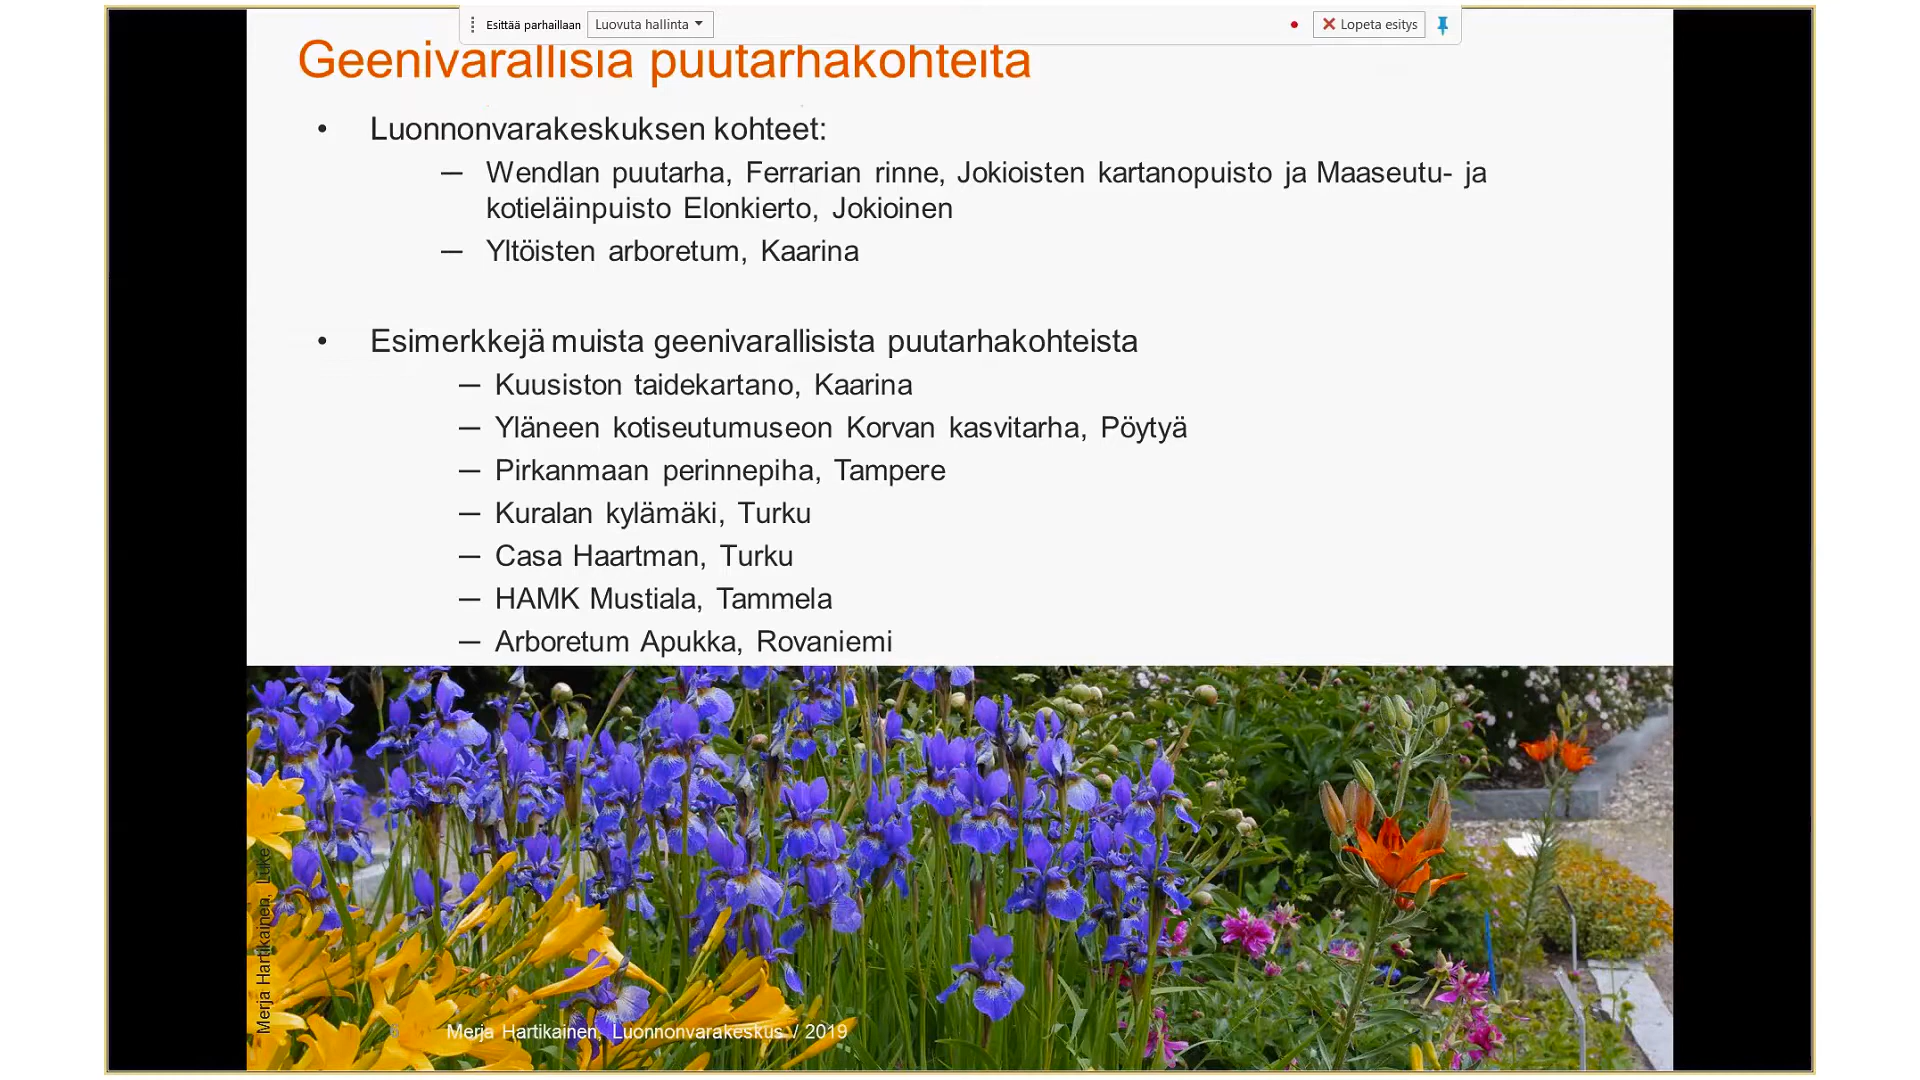 Esittää parhaillaan
Luovuta hallinta
Lopeta esitys
Geenivarallisia puutarhakohteita
• Luonnonvarakeskuksen kohteet:
— Wendlan puutarha, Ferrarian rinne, Jokioisten kartanopuisto ja Maaseutu- ja
kotieläinpuisto Elonkierto, Jokioinen
— Yltöisten arboretum, Kaarina
• Esimerkkejä muista geenivarallisista puutarhakohteista
— Kuusiston taidekartano, Kaarina
— Yläneen kotiseutumuseon Korvan kasvitarha, Pöytyä
— Pirkanmaan perinnepiha, Tampere
— Kuralan kylämäki, Turku
— Casa Haartman, Turku
— HAMK Mustiala, Tammela
— Arboretum Apukka, Rovaniemi
Merja Hartikainen, Luke
6 Merja Hartikainen, Luonnonvarakeskus / 2019